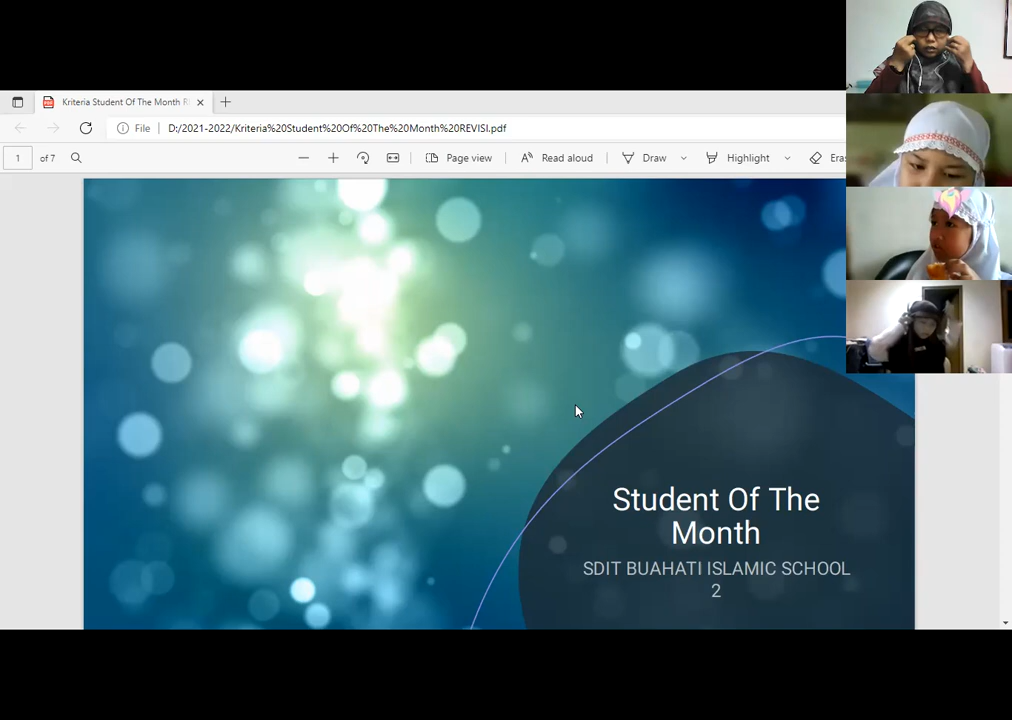 Kriteria Student Of The Month R
File D:/2021-2022/Kriteria%20Student%20Of%20The%20Month%20REVISI.pdf
1 of 7 Page view Read aloud Draw Highlight Eras
Student Of The
Month
SDIT BUAHATI ISLAMIC SCHOOL
2